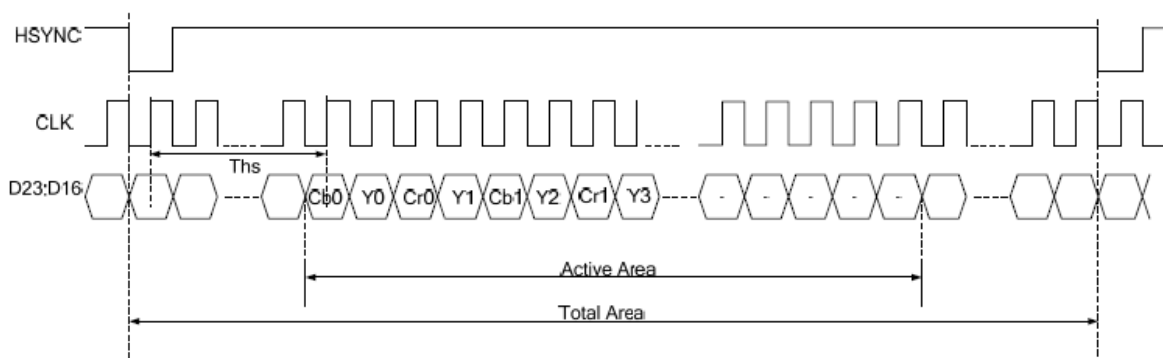 HSYNC
CLK
Ths
D23:D16
Cb0 Y0 Cr0 Y1 Cb1 Y2 Cr1 Y3 - - - - -
Active Area
Total Area